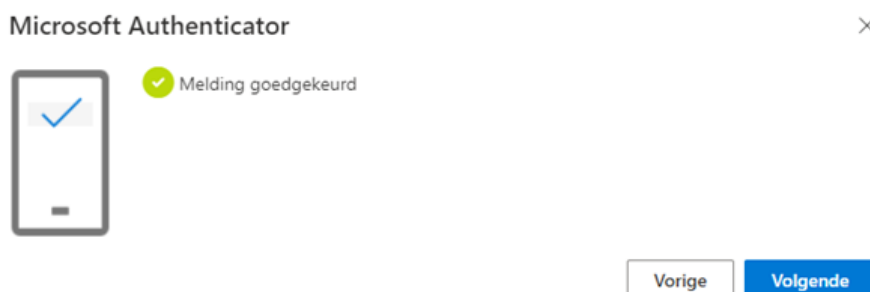 Microsoft Authenticator
Melding goedgekeurd
Vorige
Volgende